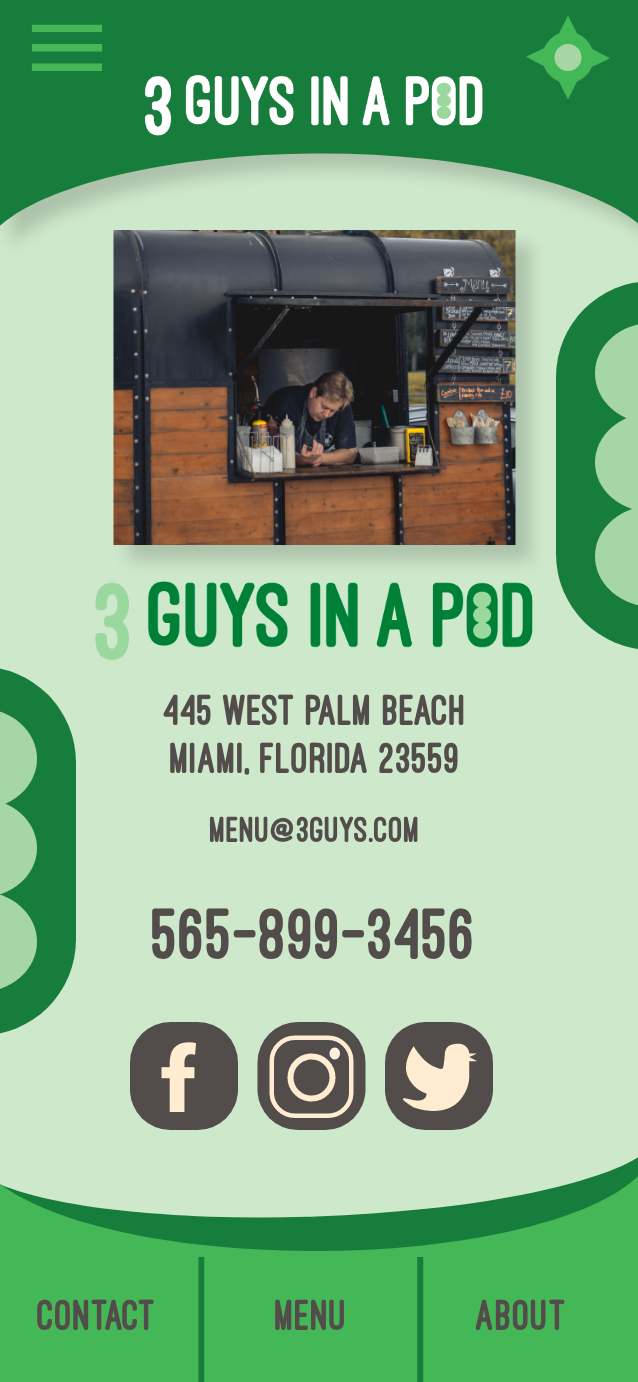 3 GUYS IN A POD
Menu
3 GUYS IN A POD
445 WEST PALM BEACH
MIAMI, FLORIDA 23559
MENU@3GUYS.COM
565-899-3456
CONTACT
MENU
ABOUT